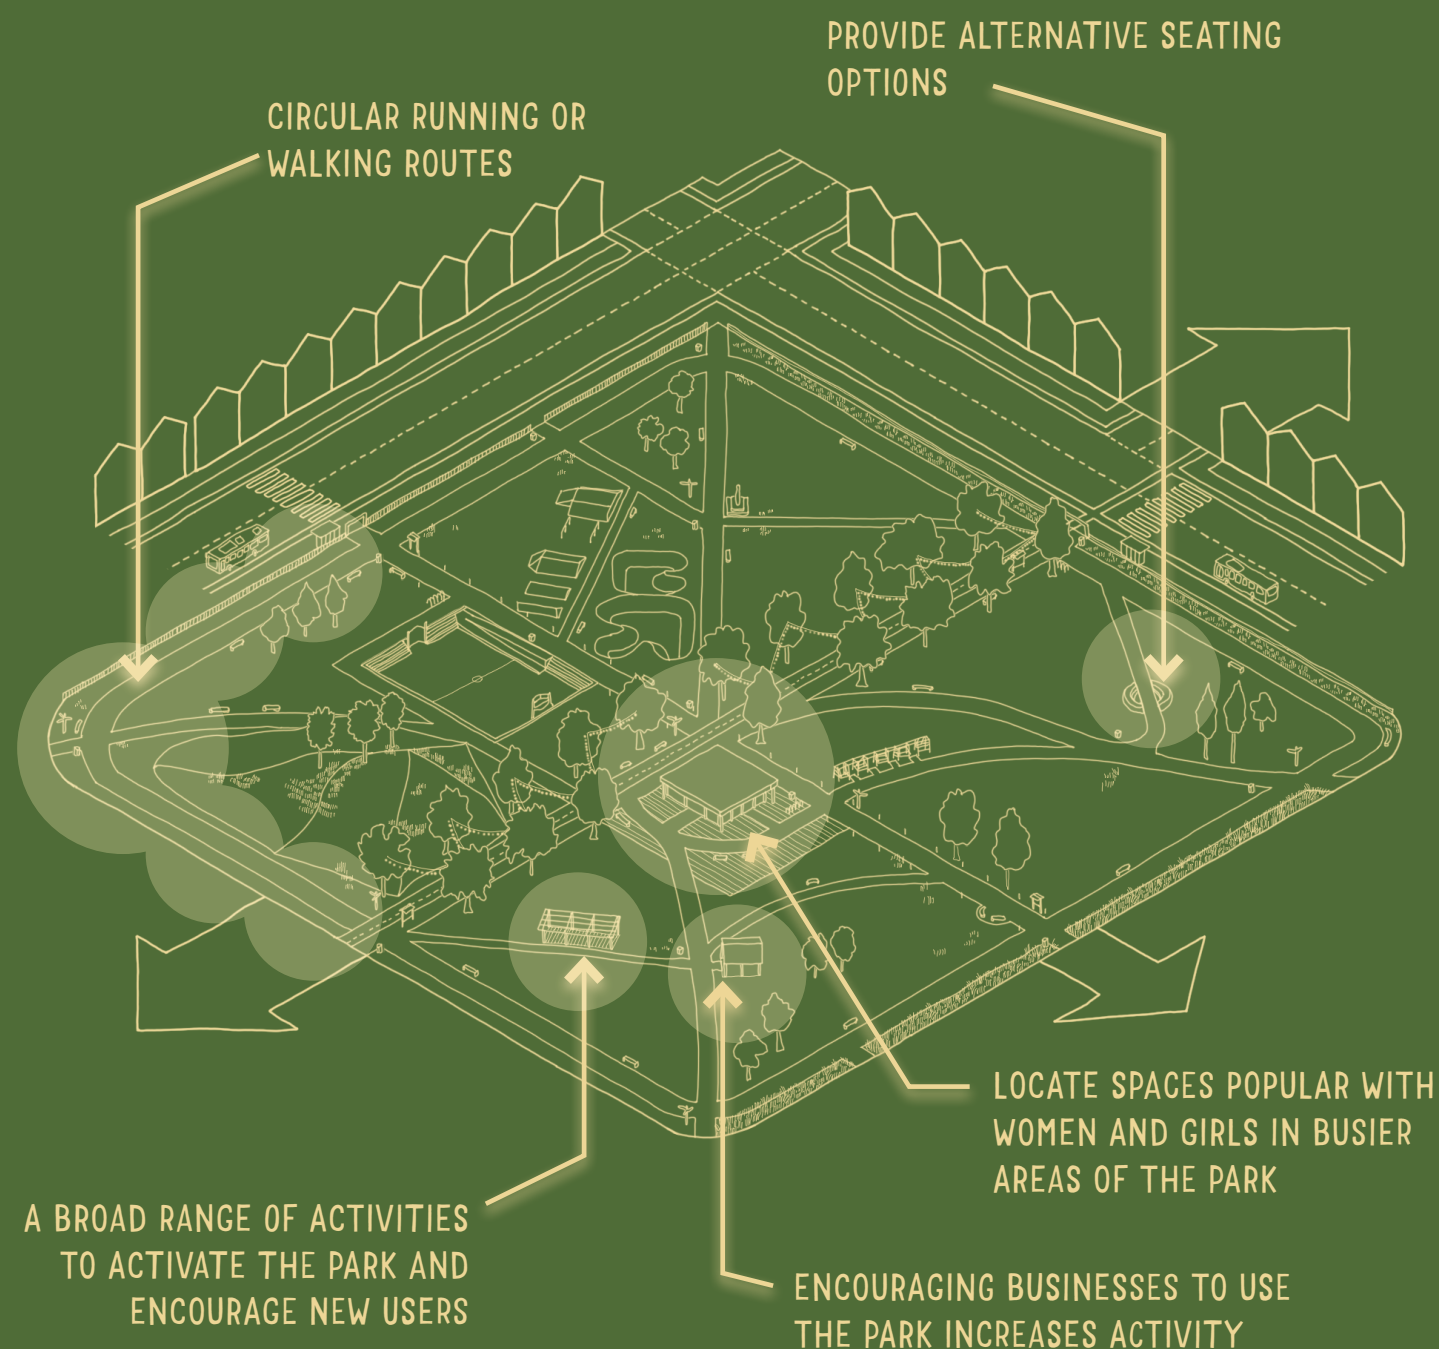 PROVIDE ALTERNATIVE SEATING
OPTIONS
CIRCULAR RUNNING OR
WALKING ROUTES
LOCATE SPACES POPULAR WITH
WOMEN AND GIRLS IN BUSIER
AREAS OF THE PARK
A BROAD RANGE OF ACTIVITIES
TO ACTIVATE THE PARK AND
ENCOURAGE NEW USERS
ENCOURAGING BUSINESSES TO USE
THE PARK INCREASES ACTIVITY